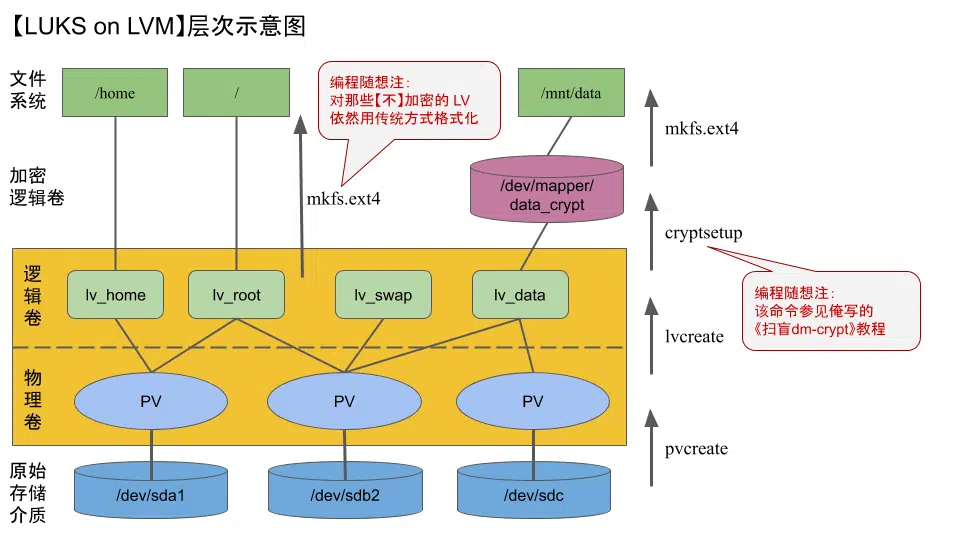 【LUKS on LVM】层次示意图
文件
系统
/home
/
编程随想注：
对那些【不】加密的 LV
依然用传统方式格式化
/mnt/data
mkfs.ext4
加密
逻辑卷
mkfs.ext4
/dev/mapper/
data_crypt
cryptsetup
逻
辑
卷
lv_home
lv_root
lv_swap
lv_data
编程随想注：
该命令参见俺写的
《扫盲dm-crypt》教程
lvcreate
物
理
卷
PV
PV
PV
pvcreate
原始
存储
介质
/dev/sda1
/dev/sdb2
/dev/sdc